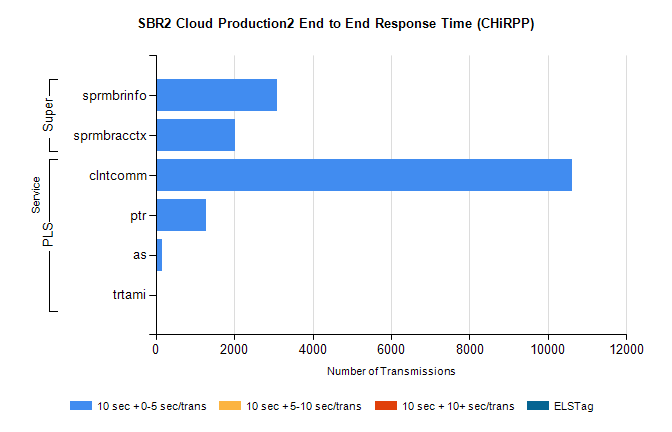 SBR2 Cloud Production2 End to End Response Time (CHiRPP)
Super
sprmbrinfo
sprmbracctx
Service
PLS
clntcomm
ptr
as
trtami
0 2000 4000 6000 8000 10000 12000
Number of Transmissions
10 sec +0-5 sec/trans 10 sec +5-10 sec/trans 10 sec + 10+ sec/trans ELSTag